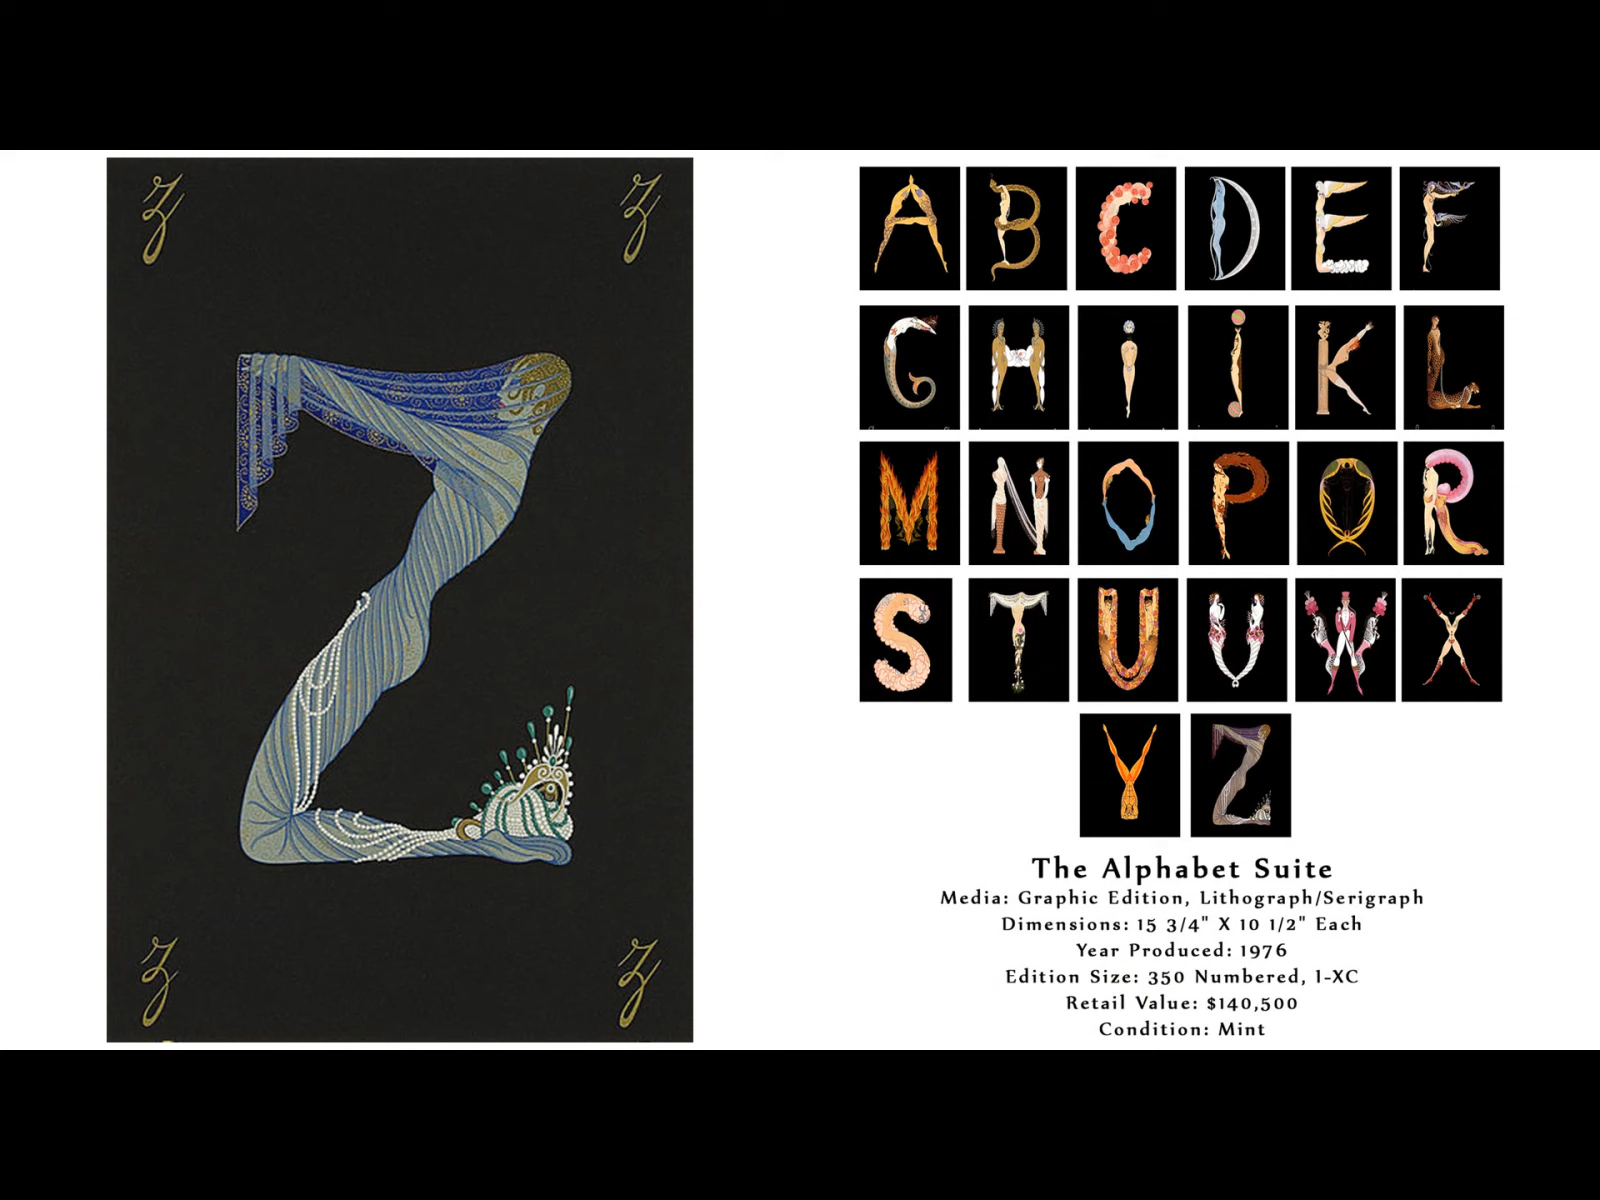 z z
Z
z z
A B C D E F
G H I J K L
M N O P Q R
S T U V W X
Y Z
The Alphabet Suite
Media: Graphic Edition, Lithograph/Serigraph
Dimensions: 15 3/4" X 10 1/2" Each
Year Produced: 1976
Edition Size: 350 Numbered, I-XC
Retail Value: $140,500
Condition: Mint